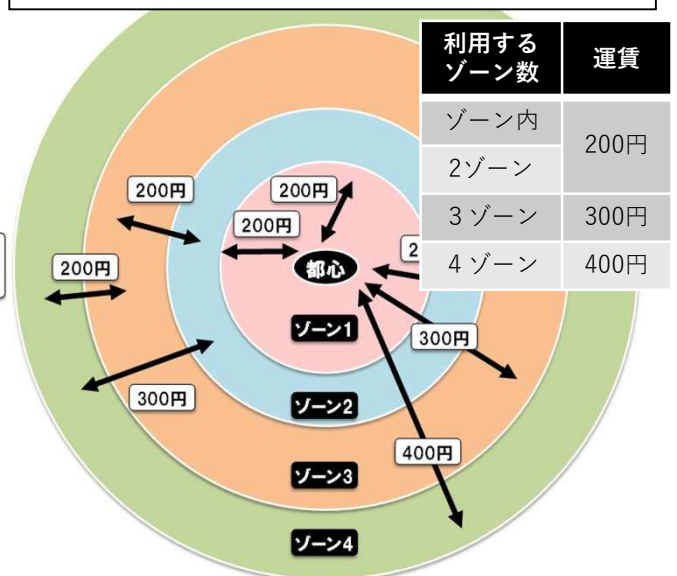 利用する
ゾーン数
運賃
ゾーン内
200円
2ゾーン
3ゾーン
300円
4ゾーン
400円
200円
200円
200円
200円
都心
ゾーン1
300円
300円
ゾーン2
400円
ゾーン3
ゾーン4